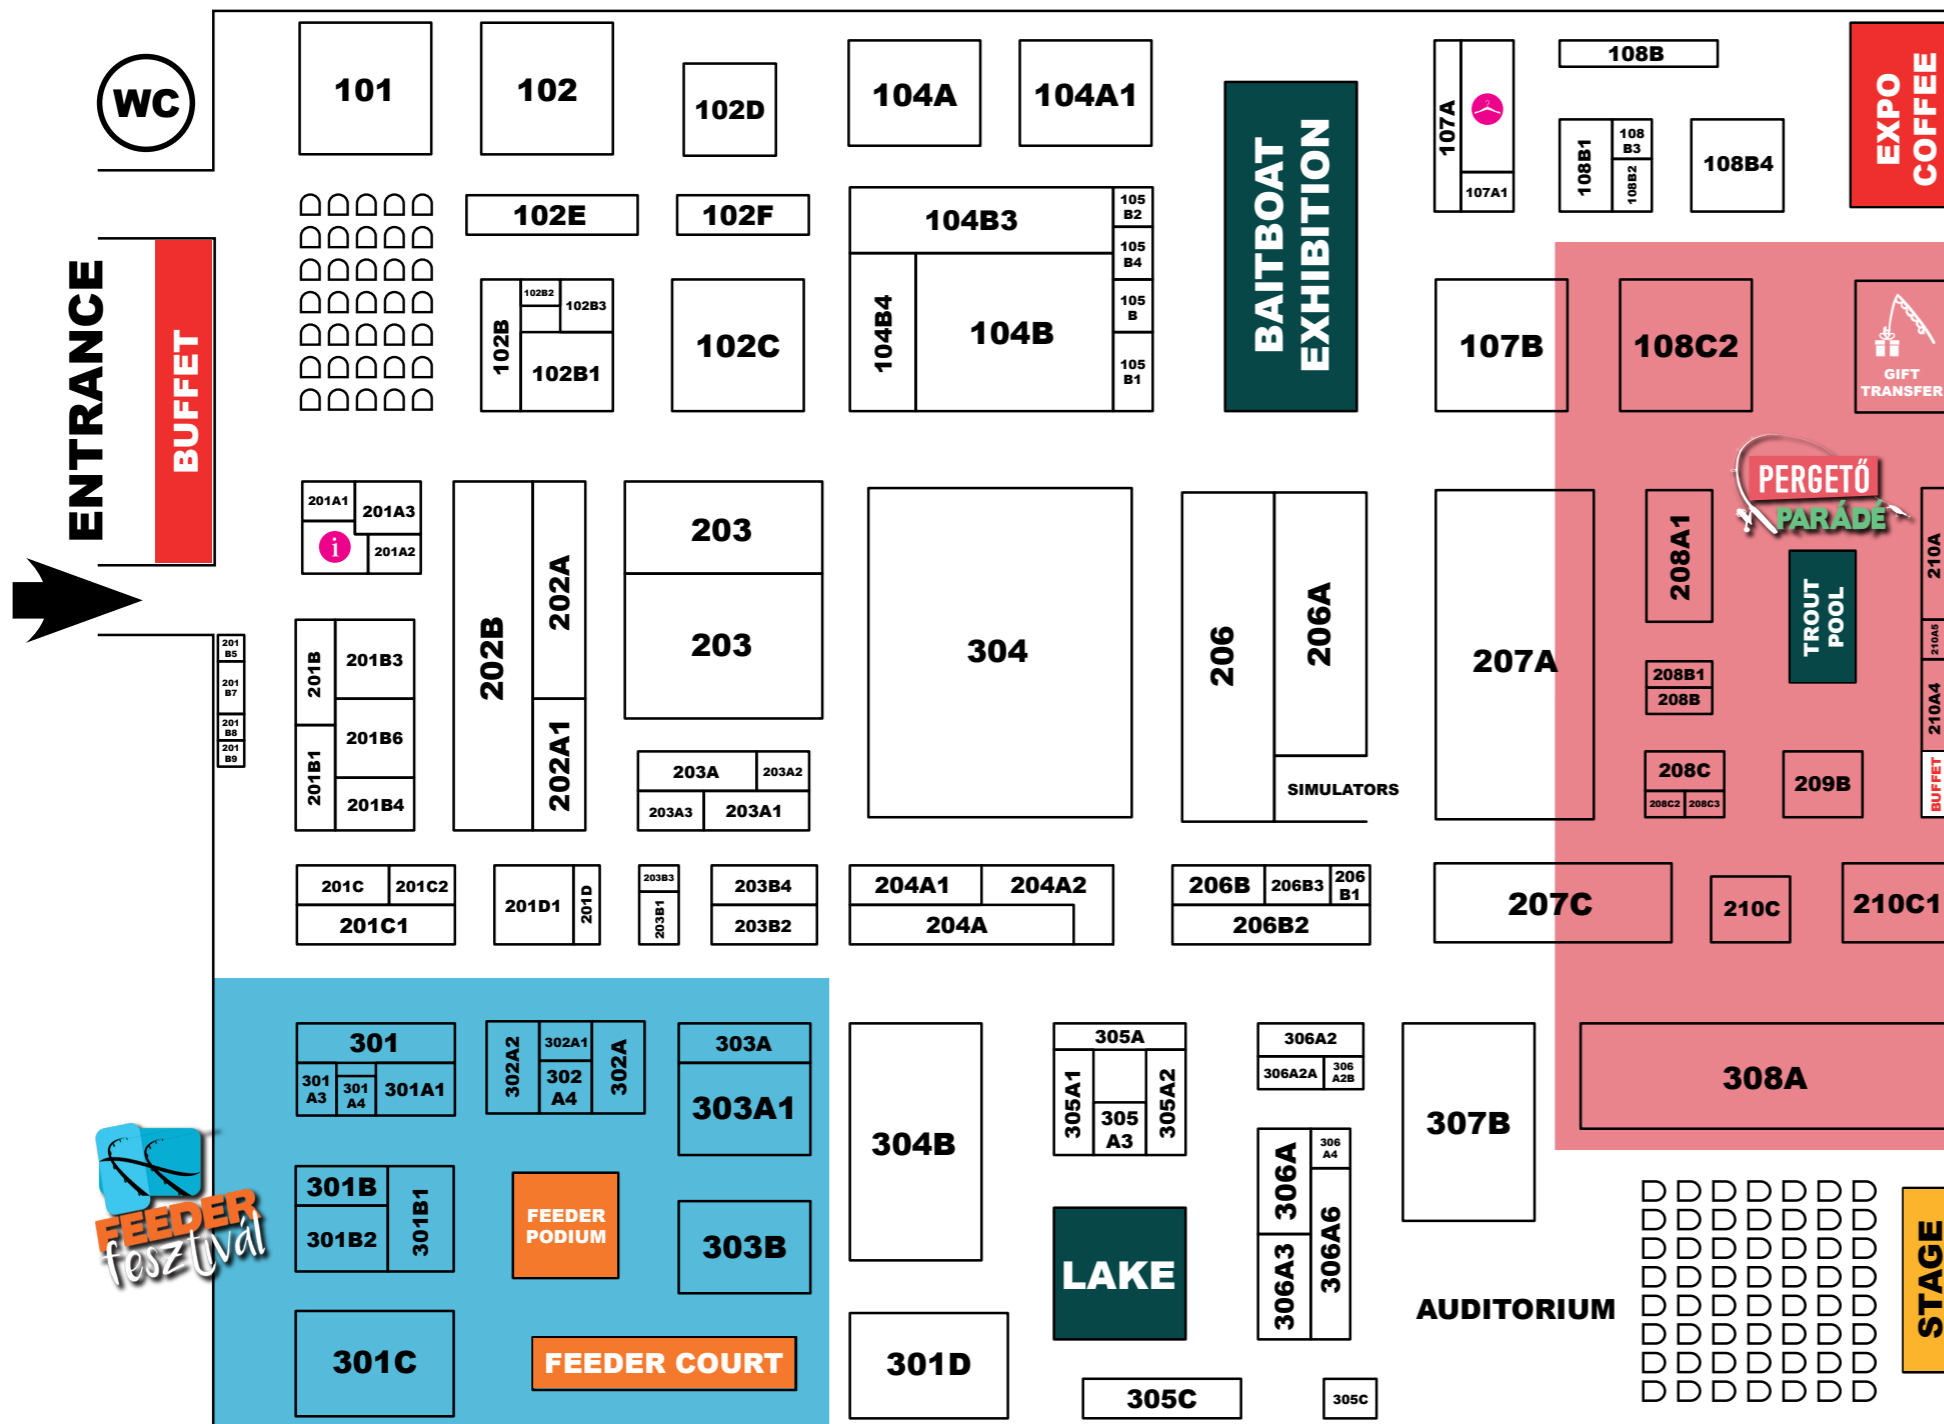 WC
101
102
102D
104A
104A1
107A
107A1
108B
108B1
108
B3
108B2
108B4
EXPO
COFFEE
ENTRANCE
BUFFET
102E
102F
104B3
105
B2
105
B4
105
B
105
B1
104B4
104B
BAITBOAT
EXHIBITION
102B
102B2
102B3
102B1
102C
107B
108C2
GIFT
TRANSFER
PERGETŐ
PARÁDÉ
201A1
201A3
i
201A2
202B
202A
202A1
203
203
304
206
206A
SIMULATORS
207A
208A1
TROUT
POOL
210A
210A5
210A4
BUFFET
208B1
208B
208C
208C2
208C3
209B
201
B5
201
B7
201
B8
201
B9
201B
201B3
201B6
201B1
201B4
203A
203A2
203A3
203A1
201C
201C2
201C1
201D1
201D
203B3
203B1
203B4
203B2
204A1
204A2
204A
206B
206B3
206
B1
206B2
207C
210C
210C1
301
301
A3
301
A4
301A1
302A2
302A1
302
A4
302A
303A
303A1
304B
305A
305A1
305
A3
305A2
306A2
306A2A
306
A2B
307B
308A
FEEDER
fesztivál
301B
301B2
301B1
FEEDER
PODIUM
303B
LAKE
306A
306
A4
306A3
306A6
AUDITORIUM
STAGE
301C
FEEDER COURT
301D
305C
305C